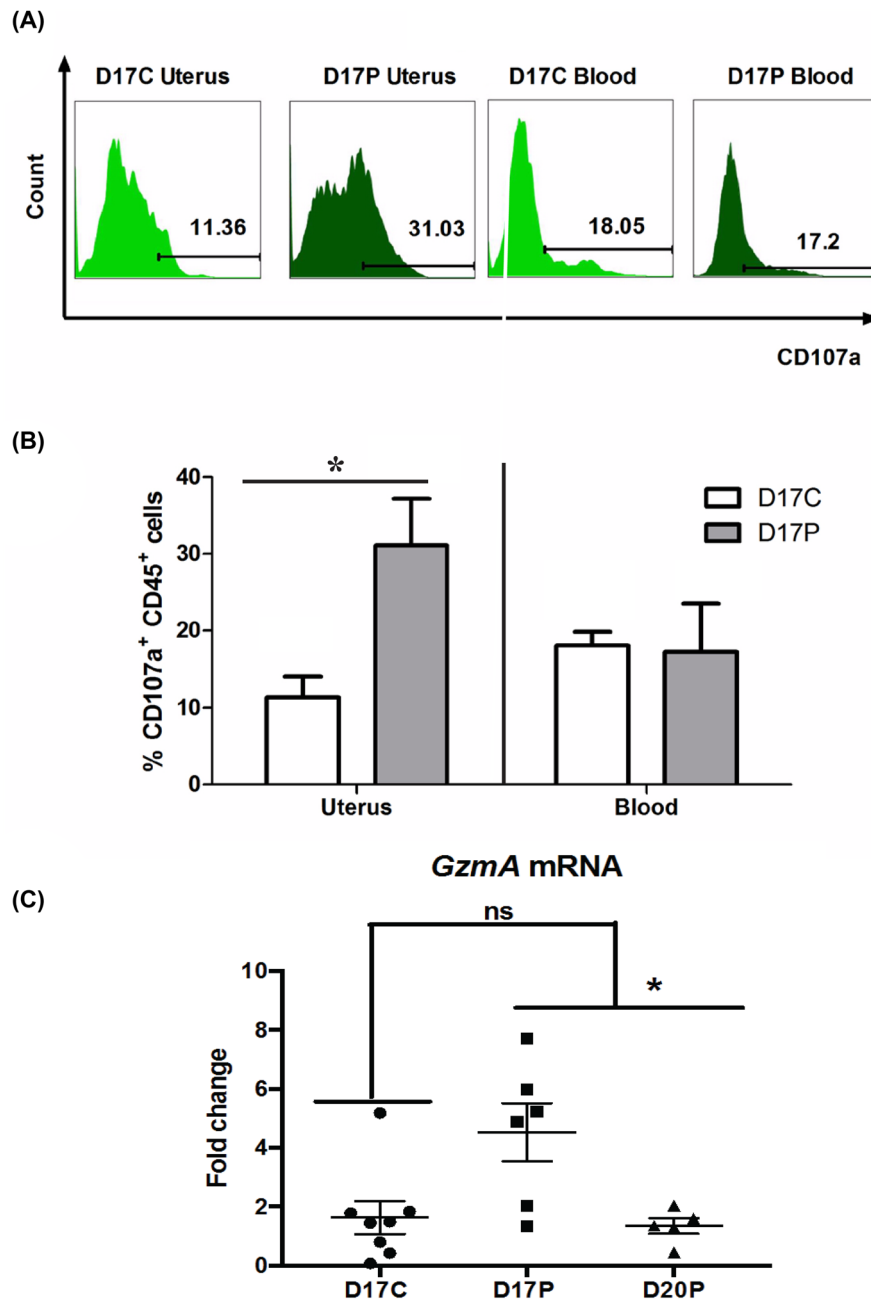 (A)
D17C Uterus
D17P Uterus
D17C Blood
D17P Blood
Count
11.36
31.03
18.05
17.2
CD107a
(B)
% CD107a+ CD45+ cells
40
30
20
10
0
*
D17C
D17P
Uterus
Blood
GzmA mRNA
(C)
ns
*
Fold change
10
8
6
4
2
0
D17C
D17P
D20P